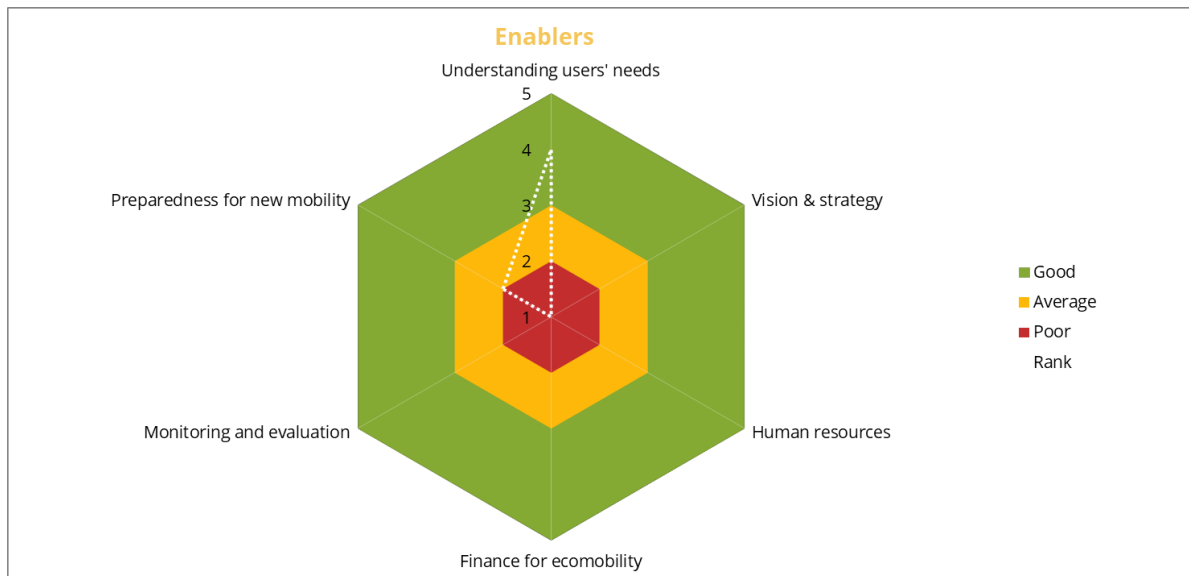 Enablers
Understanding users' needs
5
4
Preparedness for new mobility
3
Vision & strategy
2
Good
Average
1
Poor
Rank
Monitoring and evaluation
Human resources
Finance for ecomobility